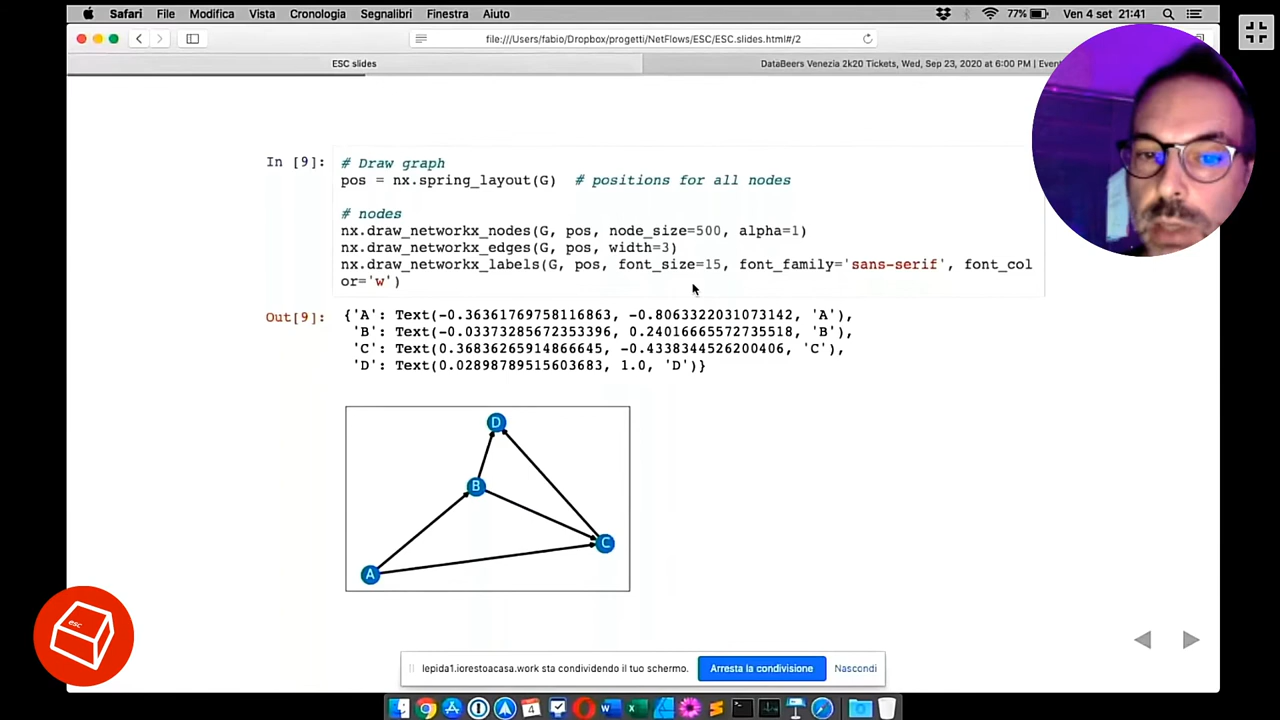 Safari File Modifica Vista Cronologia Segnalibri Finestra Aiuto 77% Ven 4 set 21:41
file:///Users/fabio/Dropbox/progetti/NetFlows/ESC/ESC.slides.html#/2
ESC slides
DataBeers Venezia 2k20 Tickets, Wed, Sep 23, 2020 at 6:00 PM | Event
In [9]:
# Draw graph
pos = nx.spring_layout(G)  # positions for all nodes
# nodes
nx.draw_networkx_nodes(G, pos, node_size=500, alpha=1)
nx.draw_networkx_edges(G, pos, width=3)
nx.draw_networkx_labels(G, pos, font_size=15, font_family='sans-serif', font_col
or='w')
Out[9]:
{'A': Text(-0.36361769758116863, -0.8063322031073142, 'A'),
'B': Text(-0.03373285672353396, 0.24016665572735518, 'B'),
'C': Text(0.36836265914866645, -0.4338344526200406, 'C'),
'D': Text(0.02898789515603683, 1.0, 'D')}
D
B
C
A
esc
lepida1.iorestoacasa.work sta condividendo il tuo schermo.
Arresta la condivisione
Nascondi
4